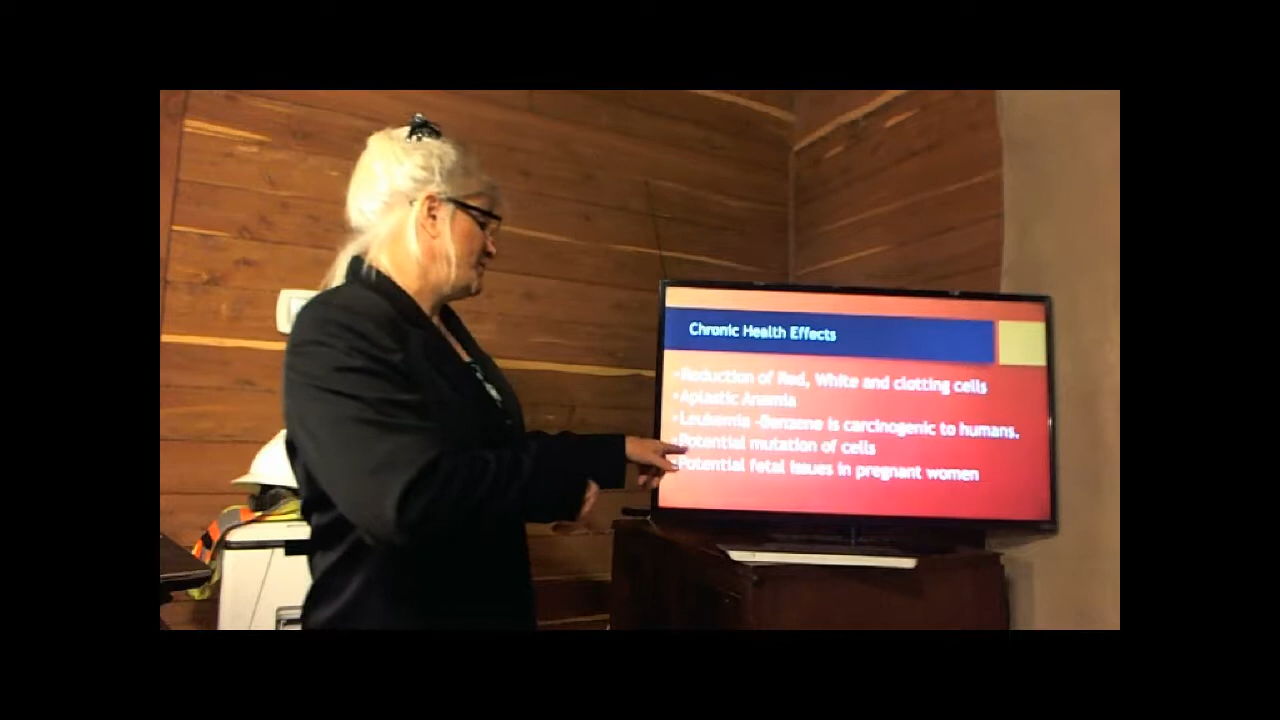 Chronic Health Effects
•Reduction of Red, White and clotting cells
•Aplastic Anemia
•Leukemia -Benzene is carcinogenic to humans.
•Potential mutation of cells
•Potential fetal issues in pregnant women